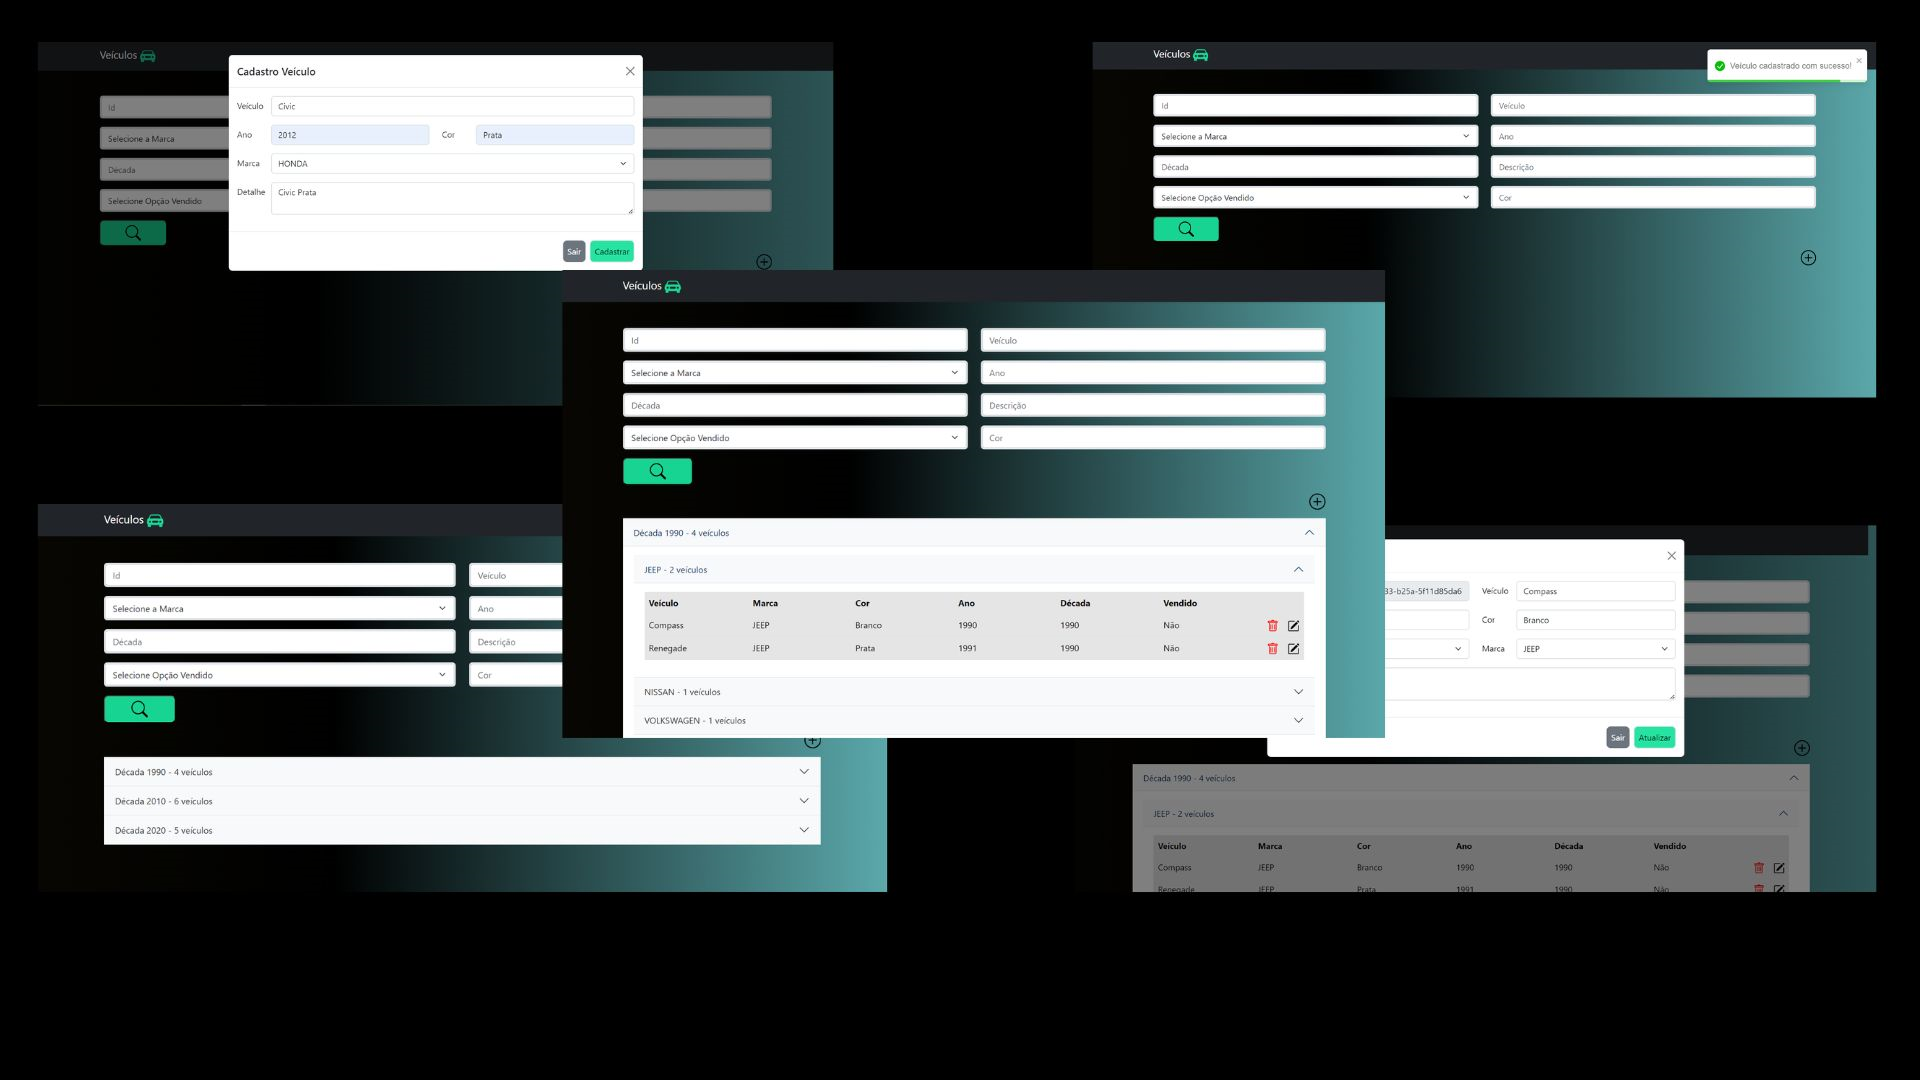 Veículos
Cadastro Veículo
Id
Selecione a Marca
Década
Selecione Opção Vendido
Veículo Civic
Ano 2012 Cor Prata
Marca HONDA
Detalhe Civic Prata
Sair Cadastrar
Veículos
Veículo cadastrado com sucesso!
Id Veículo
Selecione a Marca Ano
Década Descrição
Selecione Opção Vendido Cor
Veículos
Id Veículo
Selecione a Marca Ano
Década Descrição
Selecione Opção Vendido Cor
Década 1990 - 4 veículos
JEEP - 2 veículos
Veículo Marca Cor Ano Década Vendido
Compass JEEP Branco 1990 1990 Não
Renegade JEEP Prata 1991 1990 Não
NISSAN - 1 veículos
VOLKSWAGEN - 1 veículos
Veículos
Id Veículo
Selecione a Marca Ano
Década Descrição
Selecione Opção Vendido Cor
Década 1990 - 4 veículos
Década 2010 - 6 veículos
Década 2020 - 5 veículos
33-b25a-5f11d85da6 Veículo Compass
Cor Branco
Marca JEEP
Sair Atualizar
Década 1990 - 4 veículos
JEEP - 2 veículos
Veículo Marca Cor Ano Década Vendido
Compass JEEP Branco 1990 1990 Não
Renegade JEEP Prata 1991 1990 Não